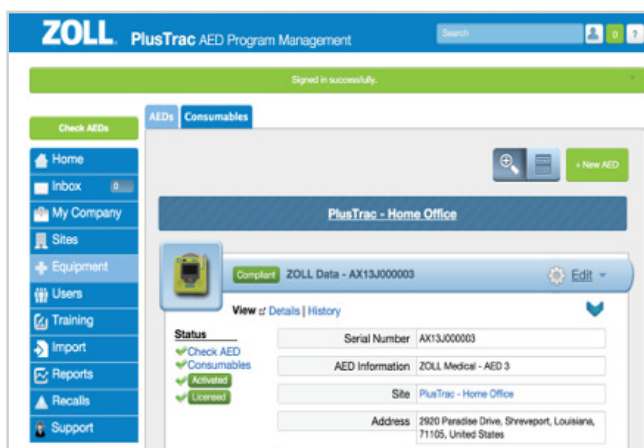 ZOLL. PlusTrac AED Program Management
Search
0
?
Signed in successfully.
×
Check AEDs
AEDs
Consumables
Home
Inbox 0
My Company
Sites
Equipment
Users
Training
Import
Reports
Recalls
Support
+ New AED
PlusTrac - Home Office
Compliant ZOLL Data - AX13J000003
Edit
View Details | History
Status
Check AED
Consumables
Activated
Licensed
Serial Number AX13J000003
AED Information ZOLL Medical - AED 3
Site PlusTrac - Home Office
Address 2920 Paradise Drive, Shreveport, Louisiana,
71105, United States